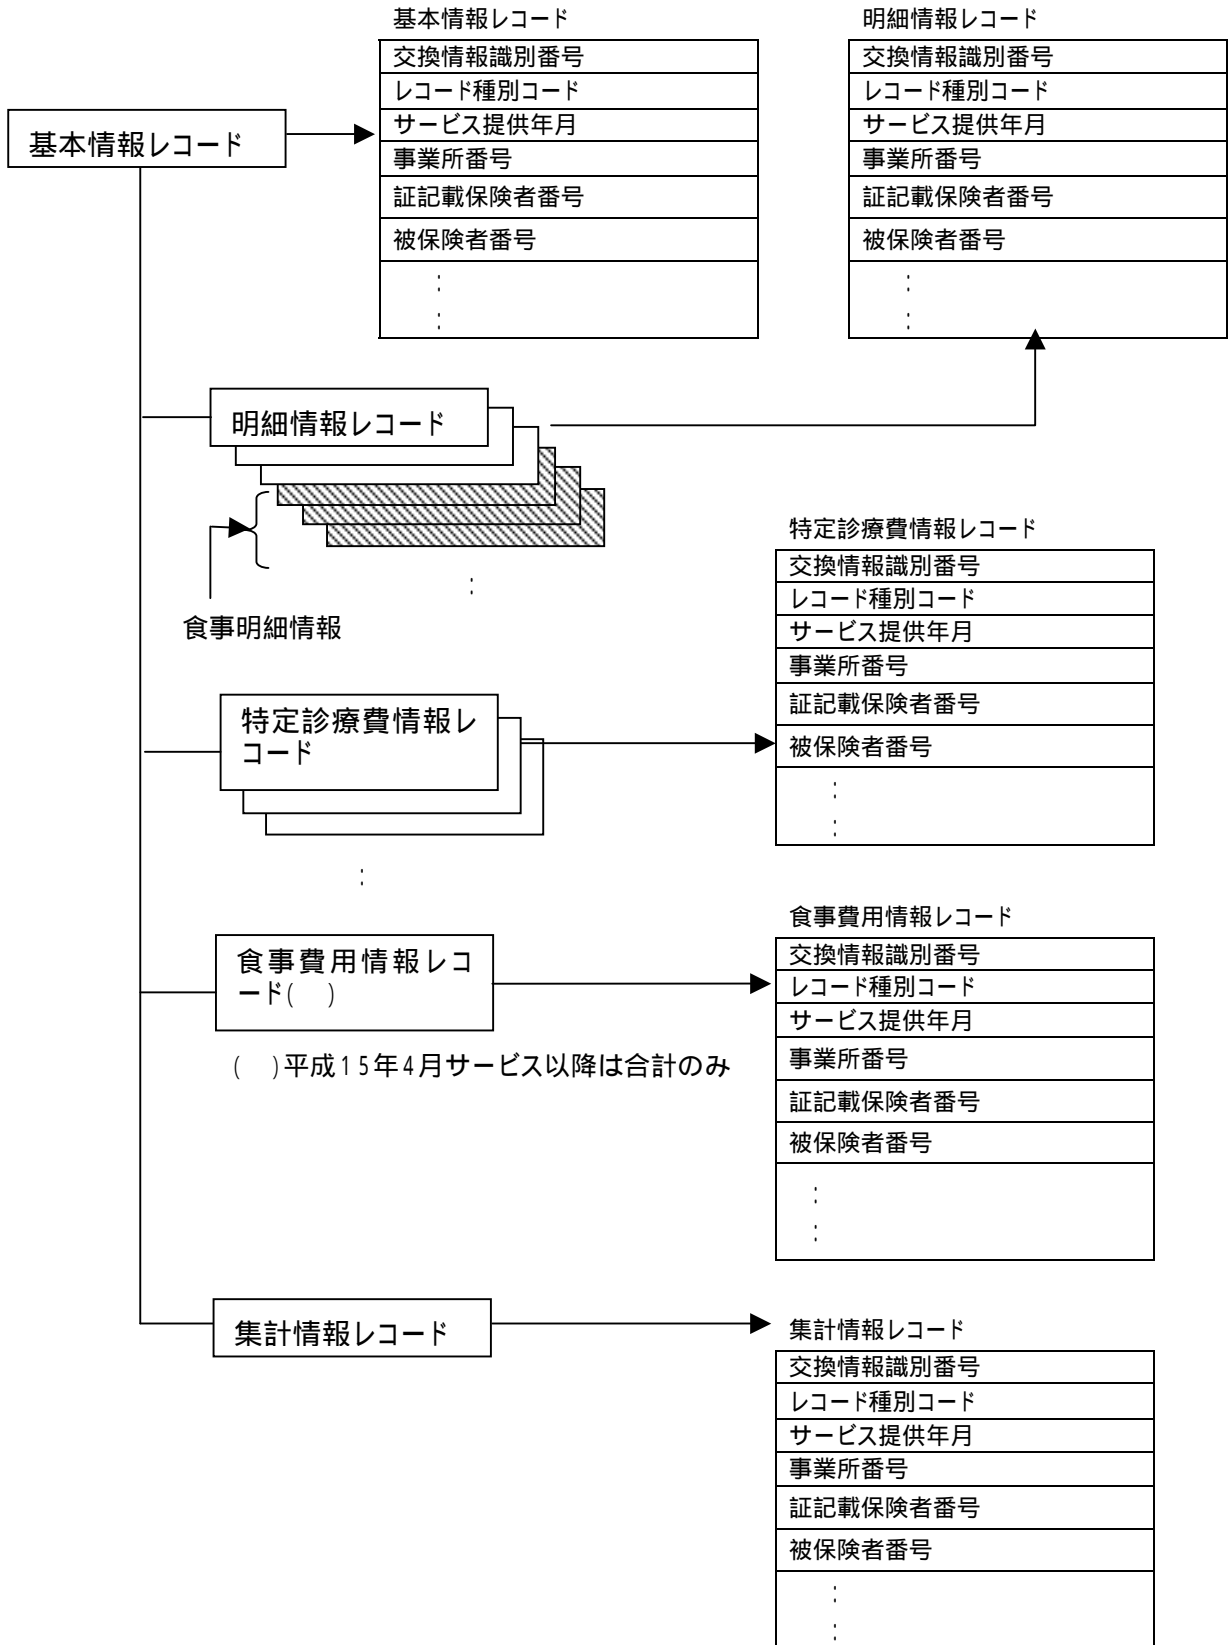 基本情報レコード
交換情報識別番号
レコード種別コード
サービス提供年月
事業所番号
証記載保険者番号
被保険者番号
:
:
明細情報レコード
交換情報識別番号
レコード種別コード
サービス提供年月
事業所番号
証記載保険者番号
被保険者番号
:
:
基本情報レコード
明細情報レコード
:
食事明細情報
特定診療費情報レコード
交換情報識別番号
レコード種別コード
サービス提供年月
事業所番号
証記載保険者番号
被保険者番号
:
:
特定診療費情報レ
コード
:
食事費用情報レコード
交換情報識別番号
レコード種別コード
サービス提供年月
事業所番号
証記載保険者番号
被保険者番号
:
:
食事費用情報レコ
ード(　)
(　)平成15年4月サービス以降は合計のみ
集計情報レコード
集計情報レコード
交換情報識別番号
レコード種別コード
サービス提供年月
事業所番号
証記載保険者番号
被保険者番号
:
: